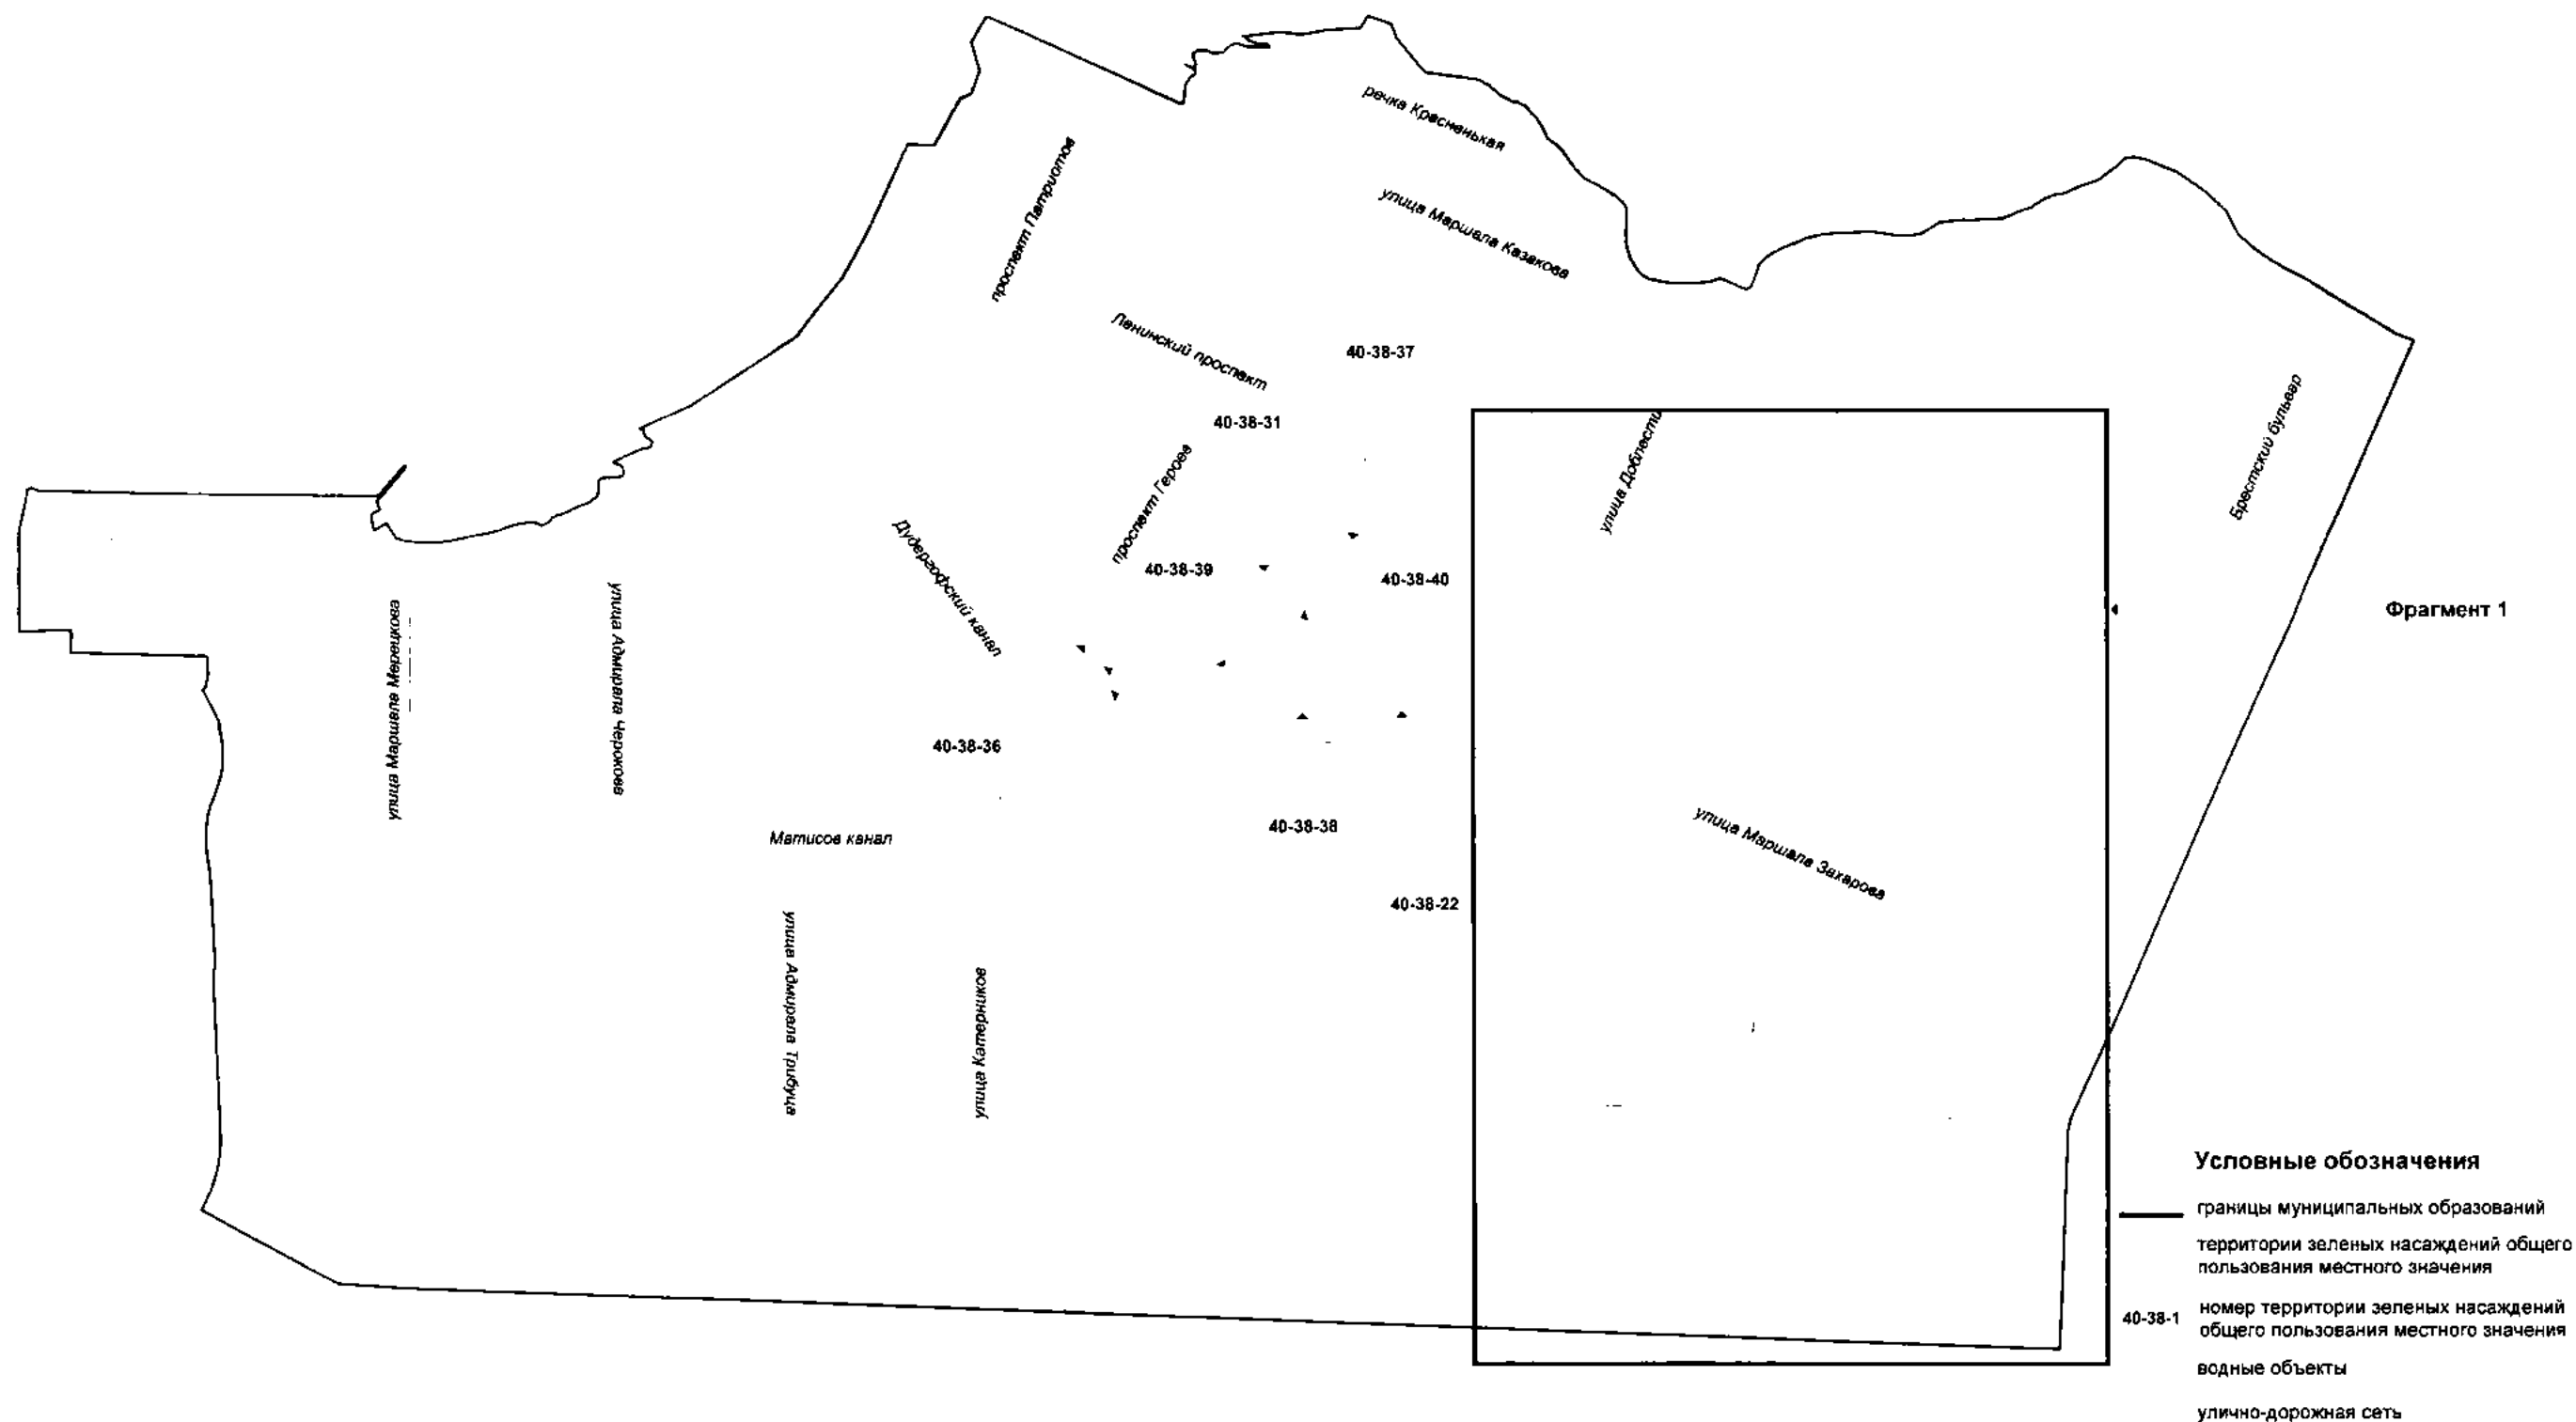 речка Красненькая
проспект Патриотов
улица Маршала Казакова
Ленинский проспект
40-38-37
40-38-31
улица Доблести
Брестский бульвар
проспект Героев
Дудергофский канал
40-38-39
40-38-40
Фрагмент 1
улица Маршала Мерецкова
улица Адмирала Черокова
40-38-36
40-38-38
Матисов канал
улица Маршала Захарова
40-38-22
улица Адмирала Трибуца
улица Катерников
Условные обозначения
границы муниципальных образований
территории зеленых насаждений общего
пользования местного значения
40-38-1
номер территории зеленых насаждений
общего пользования местного значения
водные объекты
улично-дорожная сеть